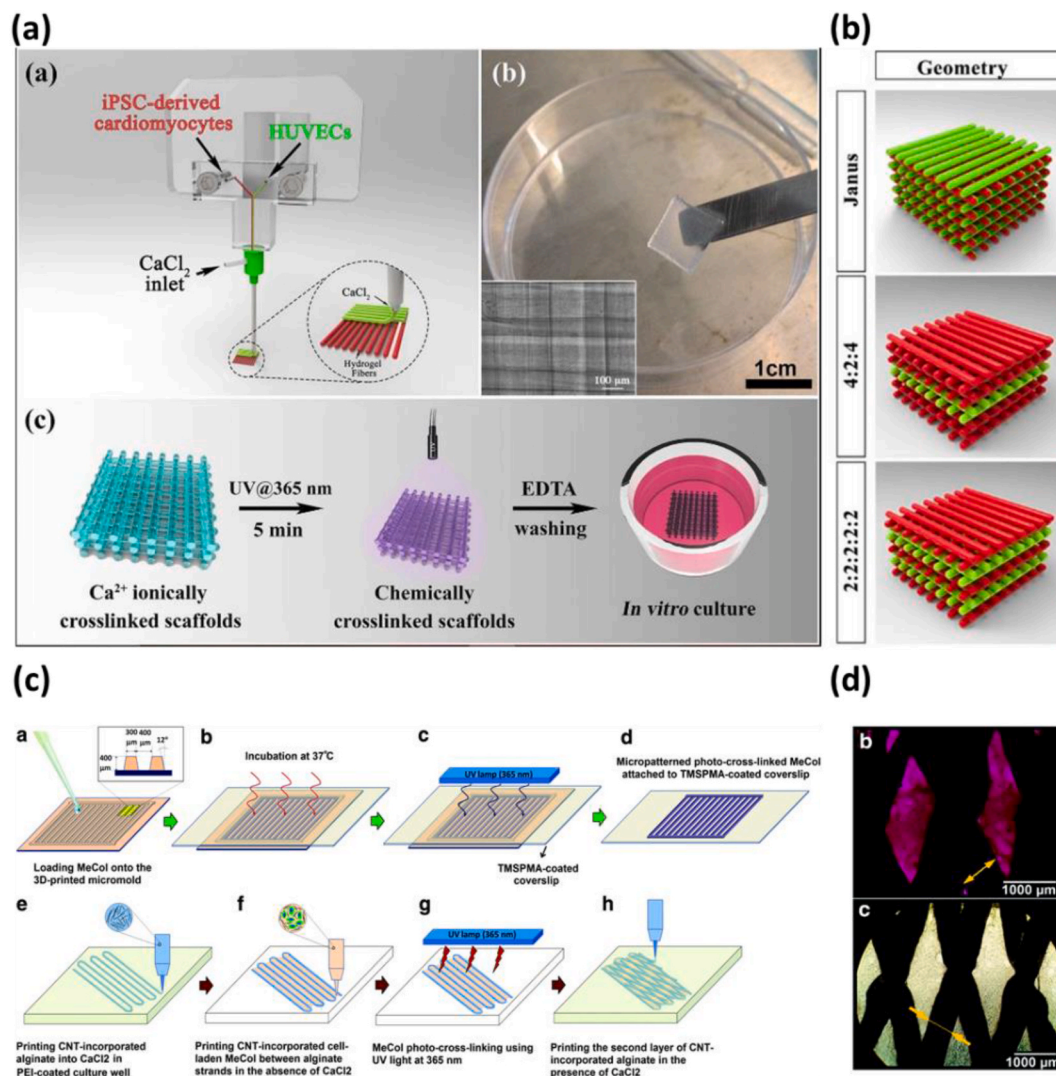 (a)
(a)
iPSC-derived
cardiomyocytes
HUVECs
CaCl2
inlet
CaCl2
Hydrogel
Fibers
(b)
100 µm
1cm
(c)
UV@365 nm
5 min
EDTA
washing
Ca2+ ionically
crosslinked scaffolds
Chemically
crosslinked scaffolds
In vitro culture
(b)
Geometry
Janus
4:2:4
2:2:2:2:2
(c)
a
300
µm
400
µm
12°
400
µm
Loading MeCol onto the
3D-printed micromold
b
Incubation at 37°C
c
UV lamp (365 nm)
TMSPMA-coated
coverslip
d
Micropatterned photo-cross-linked MeCol
attached to TMSPMA-coated coverslip
e
Printing CNT-incorporated
alginate into CaCl2 in
PEI-coated culture well
f
Printing CNT-incorporated cell-
laden MeCol between alginate
strands in the absence of CaCl2
g
UV lamp (365 nm)
MeCol photo-cross-linking using
UV light at 365 nm
h
Printing the second layer of CNT-
incorporated alginate in the
presence of CaCl2
(d)
b
1000 µm
c
1000 µm